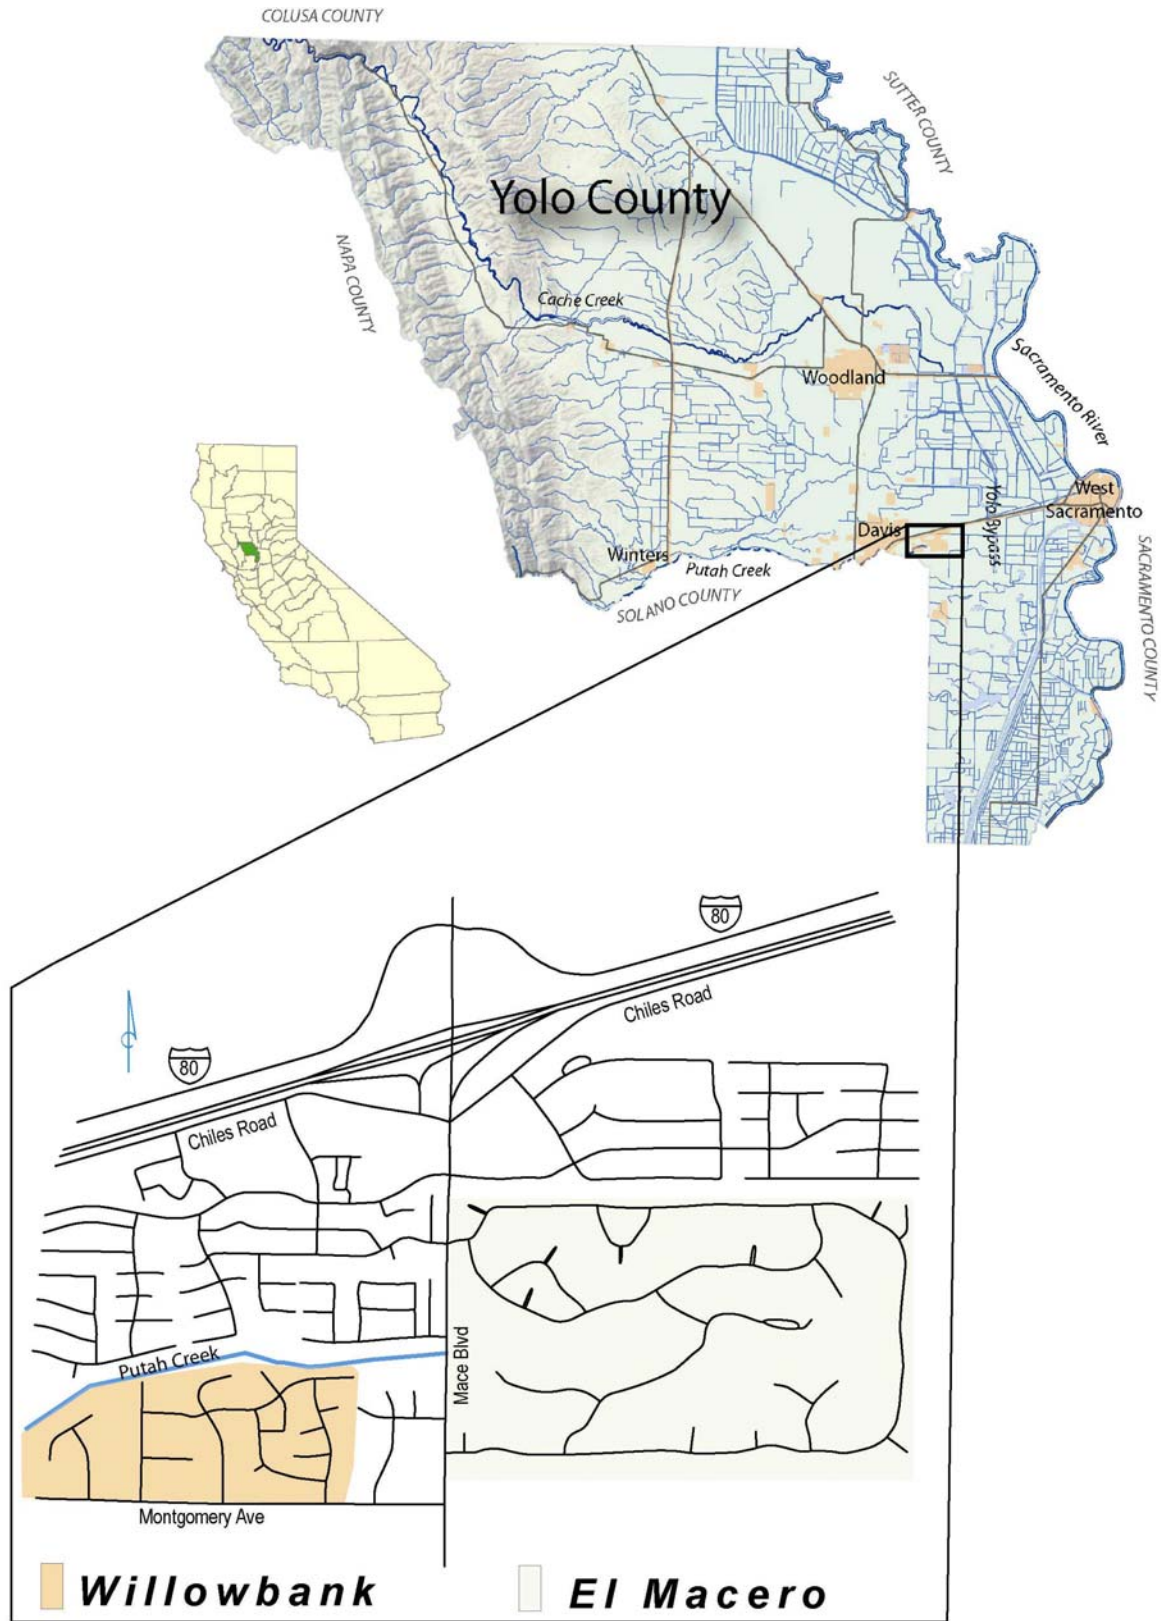 COLUSA COUNTY
SUTTER COUNTY
Yolo County
NAPA COUNTY
Cache Creek
Sacramento River
Woodland
West
Sacramento
Yolo Bypass
Davis
Winters
Putah Creek
SOLANO COUNTY
SACRAMENTO COUNTY
80
Chiles Road
80
Chiles Road
Putah Creek
Mace Blvd
Montgomery Ave
Willowbank
El Macero